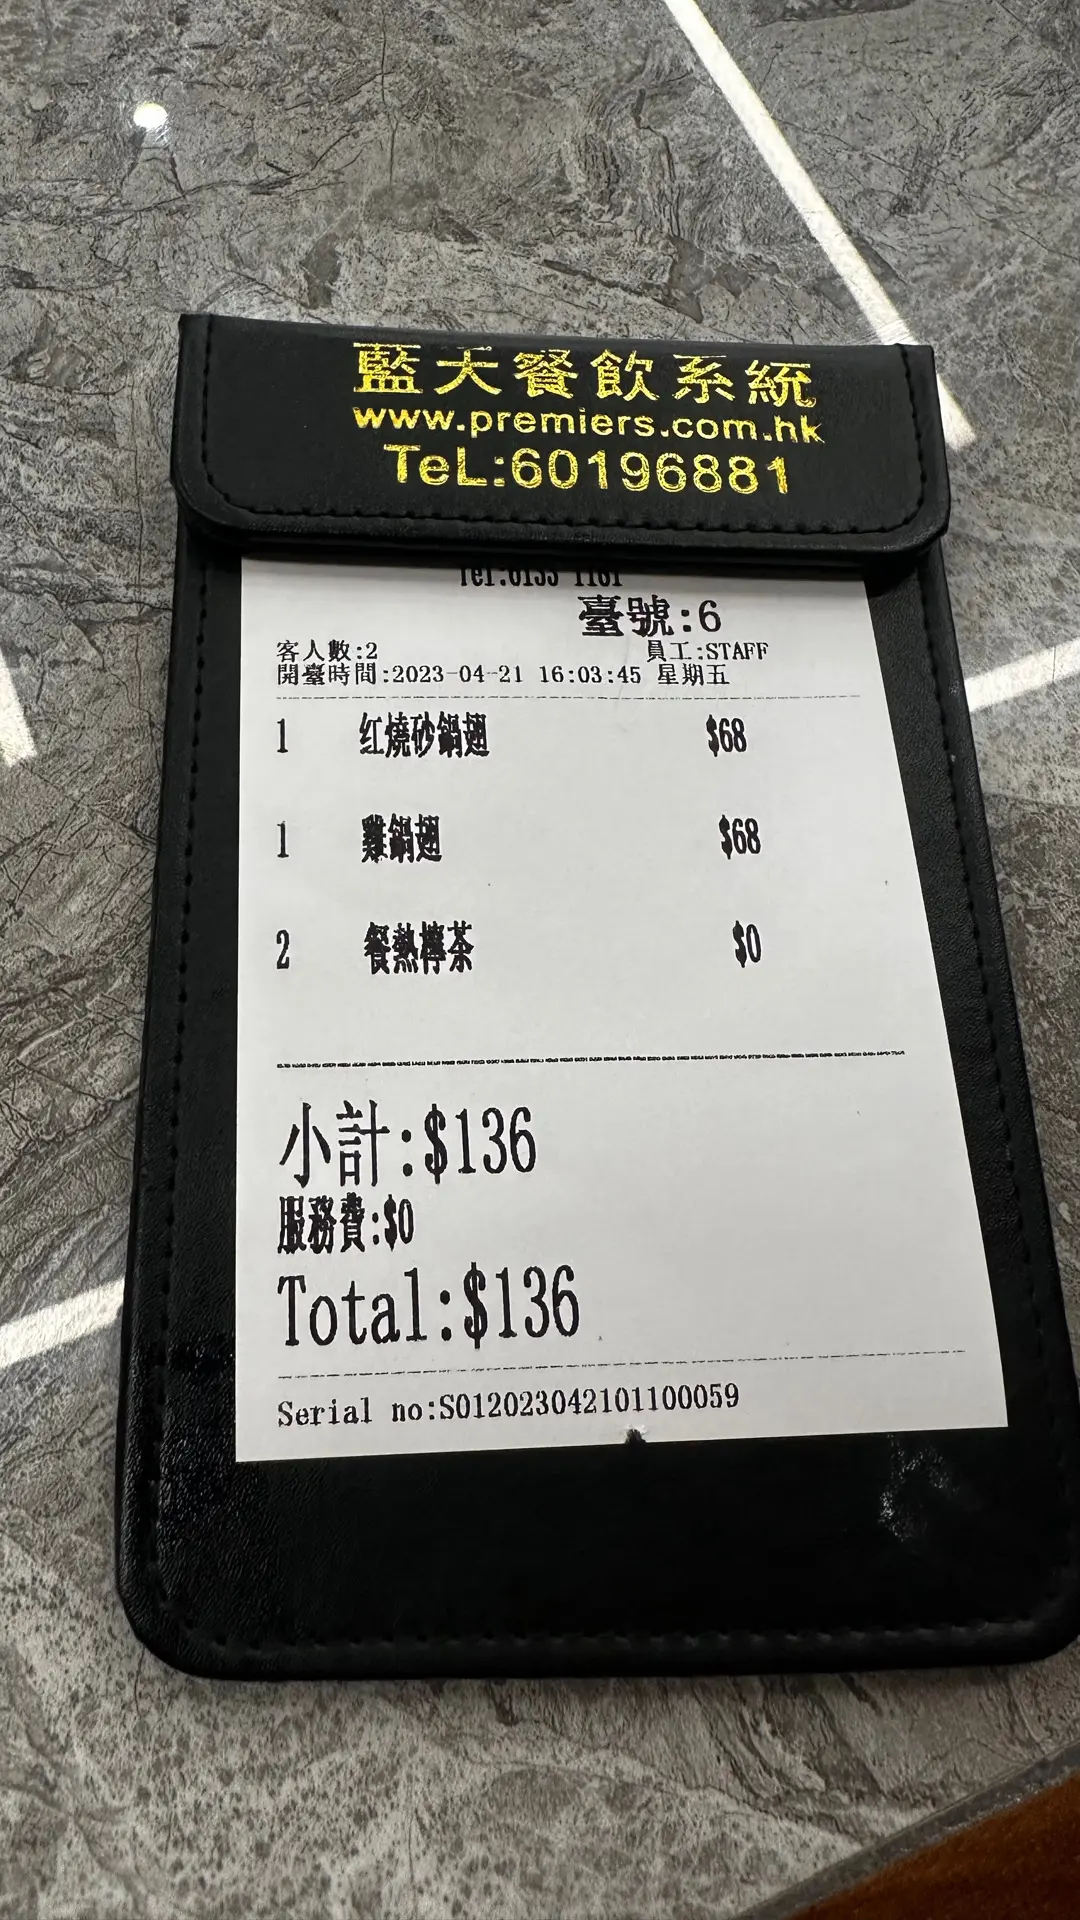 藍天餐飲系統
www.premiers.com.hk
TeL:60196881
臺號:6
客人數:2 員工:STAFF
開臺時間:2023-04-21 16:03:45 星期五
1 红燒砂鍋翅 $68
1 雞鍋翅 $68
2 餐熱檸茶 $0
小計:$136
服務費:$0
Total:$136
Serial no:S012023042101100059